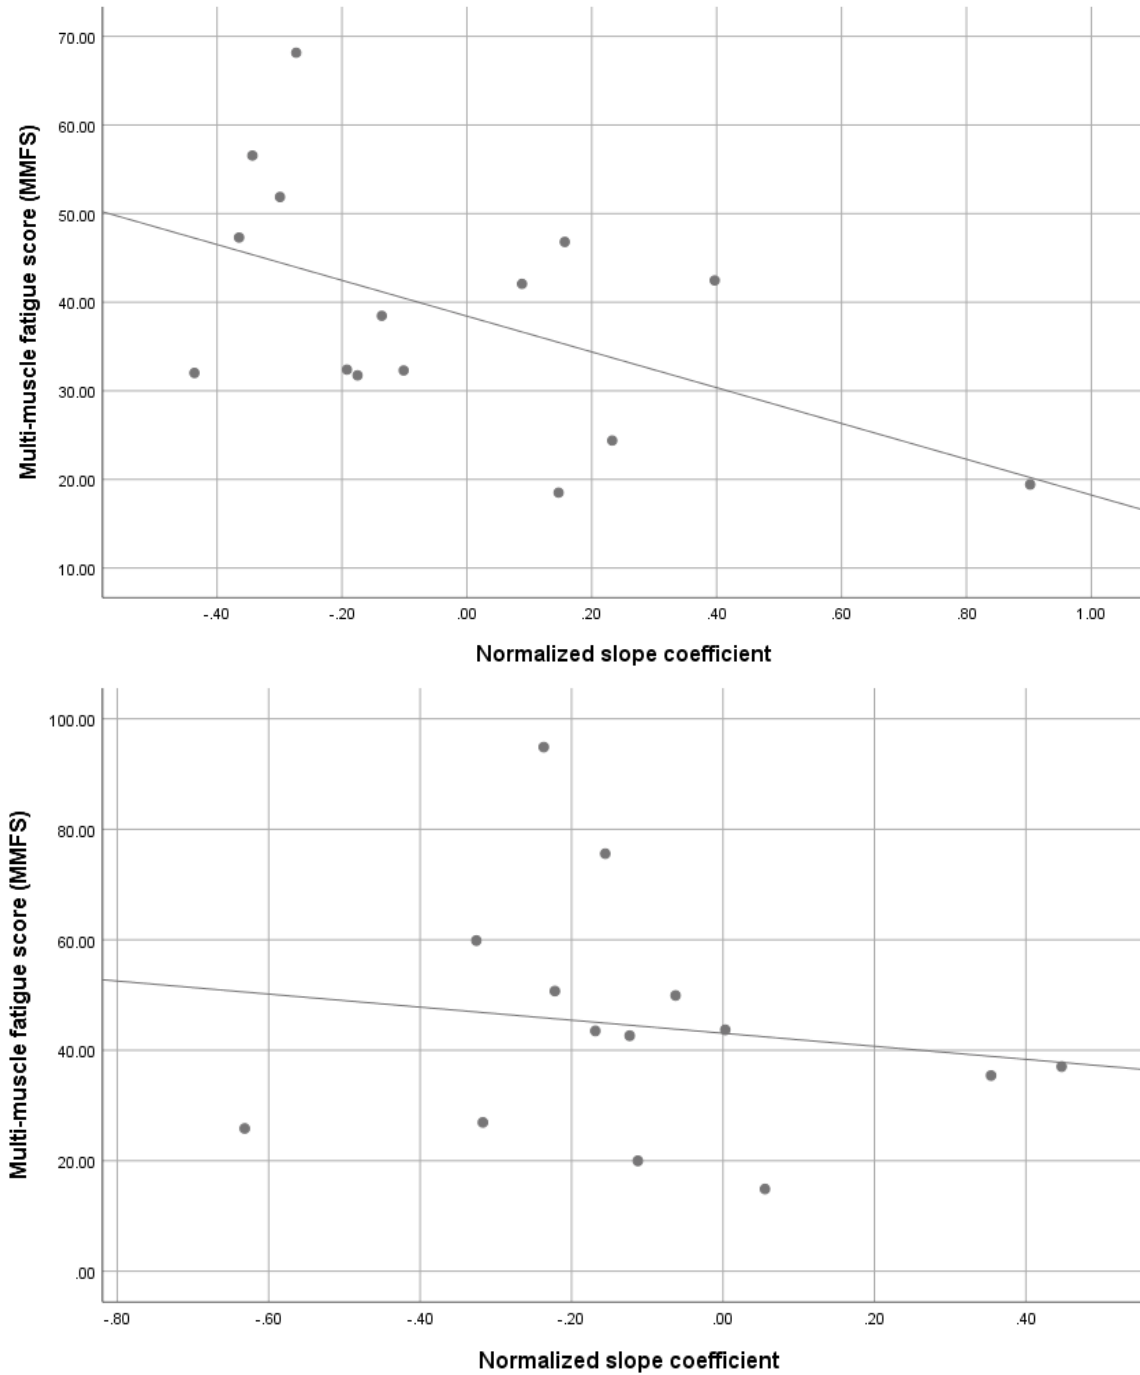 70.00
60.00
50.00
40.00
30.00
20.00
10.00
Multi-muscle fatigue score (MMFS)
-.40 -.20 .00 .20 .40 .60 .80 1.00
Normalized slope coefficient
100.00
80.00
60.00
40.00
20.00
.00
Multi-muscle fatigue score (MMFS)
-.80 -.60 -.40 -.20 .00 .20 .40
Normalized slope coefficient